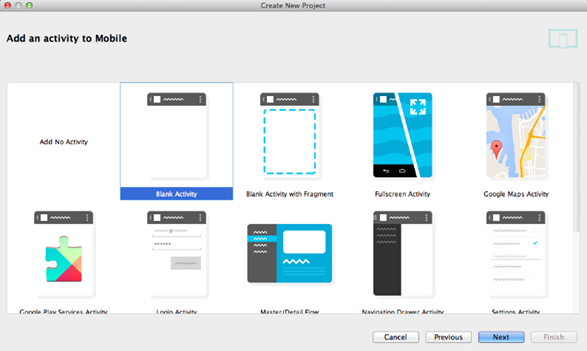 Create New Project
Add an activity to Mobile
Add No Activity
Blank Activity
Blank Activity with Fragment
Fullscreen Activity
Google Maps Activity
Google Play Services Activity
Login Activity
Master/Detail Flow
Navigation Drawer Activity
Settings Activity
Cancel
Previous
Next
Finish